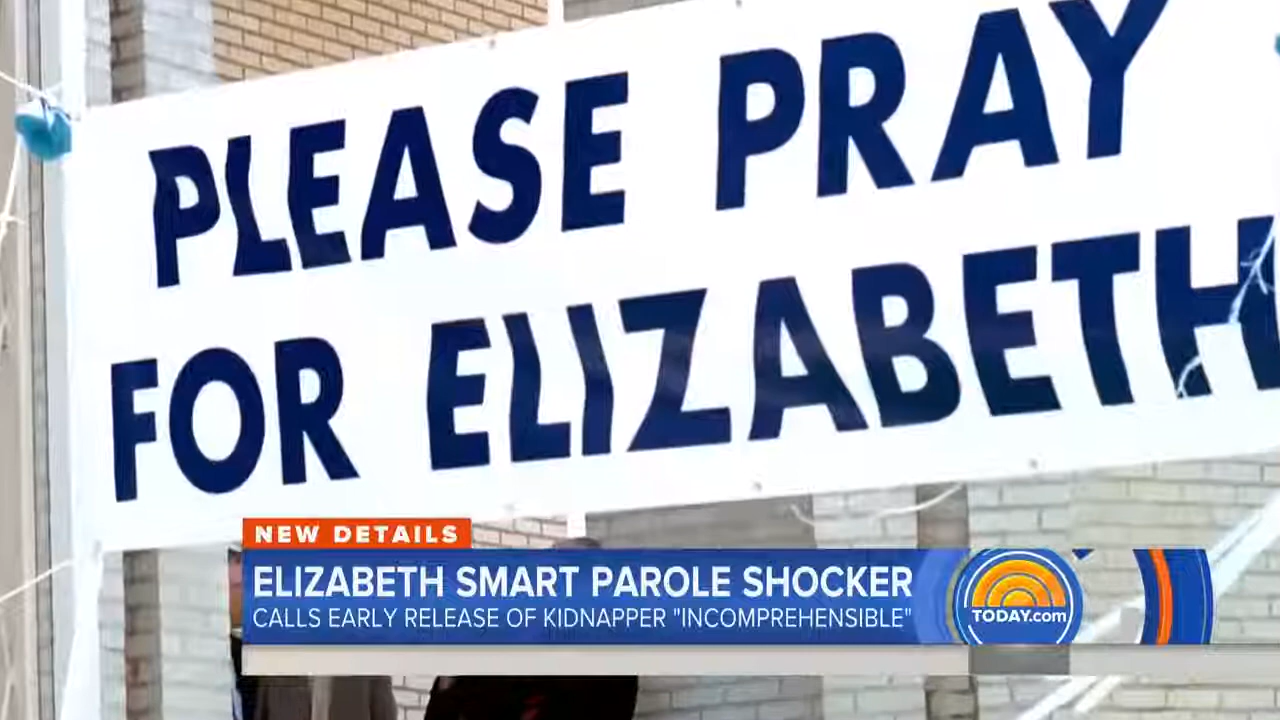 PLEASE PRAY
FOR ELIZABETH
NEW DETAILS
ELIZABETH SMART PAROLE SHOCKER
CALLS EARLY RELEASE OF KIDNAPPER "INCOMPREHENSIBLE"
TODAY.com